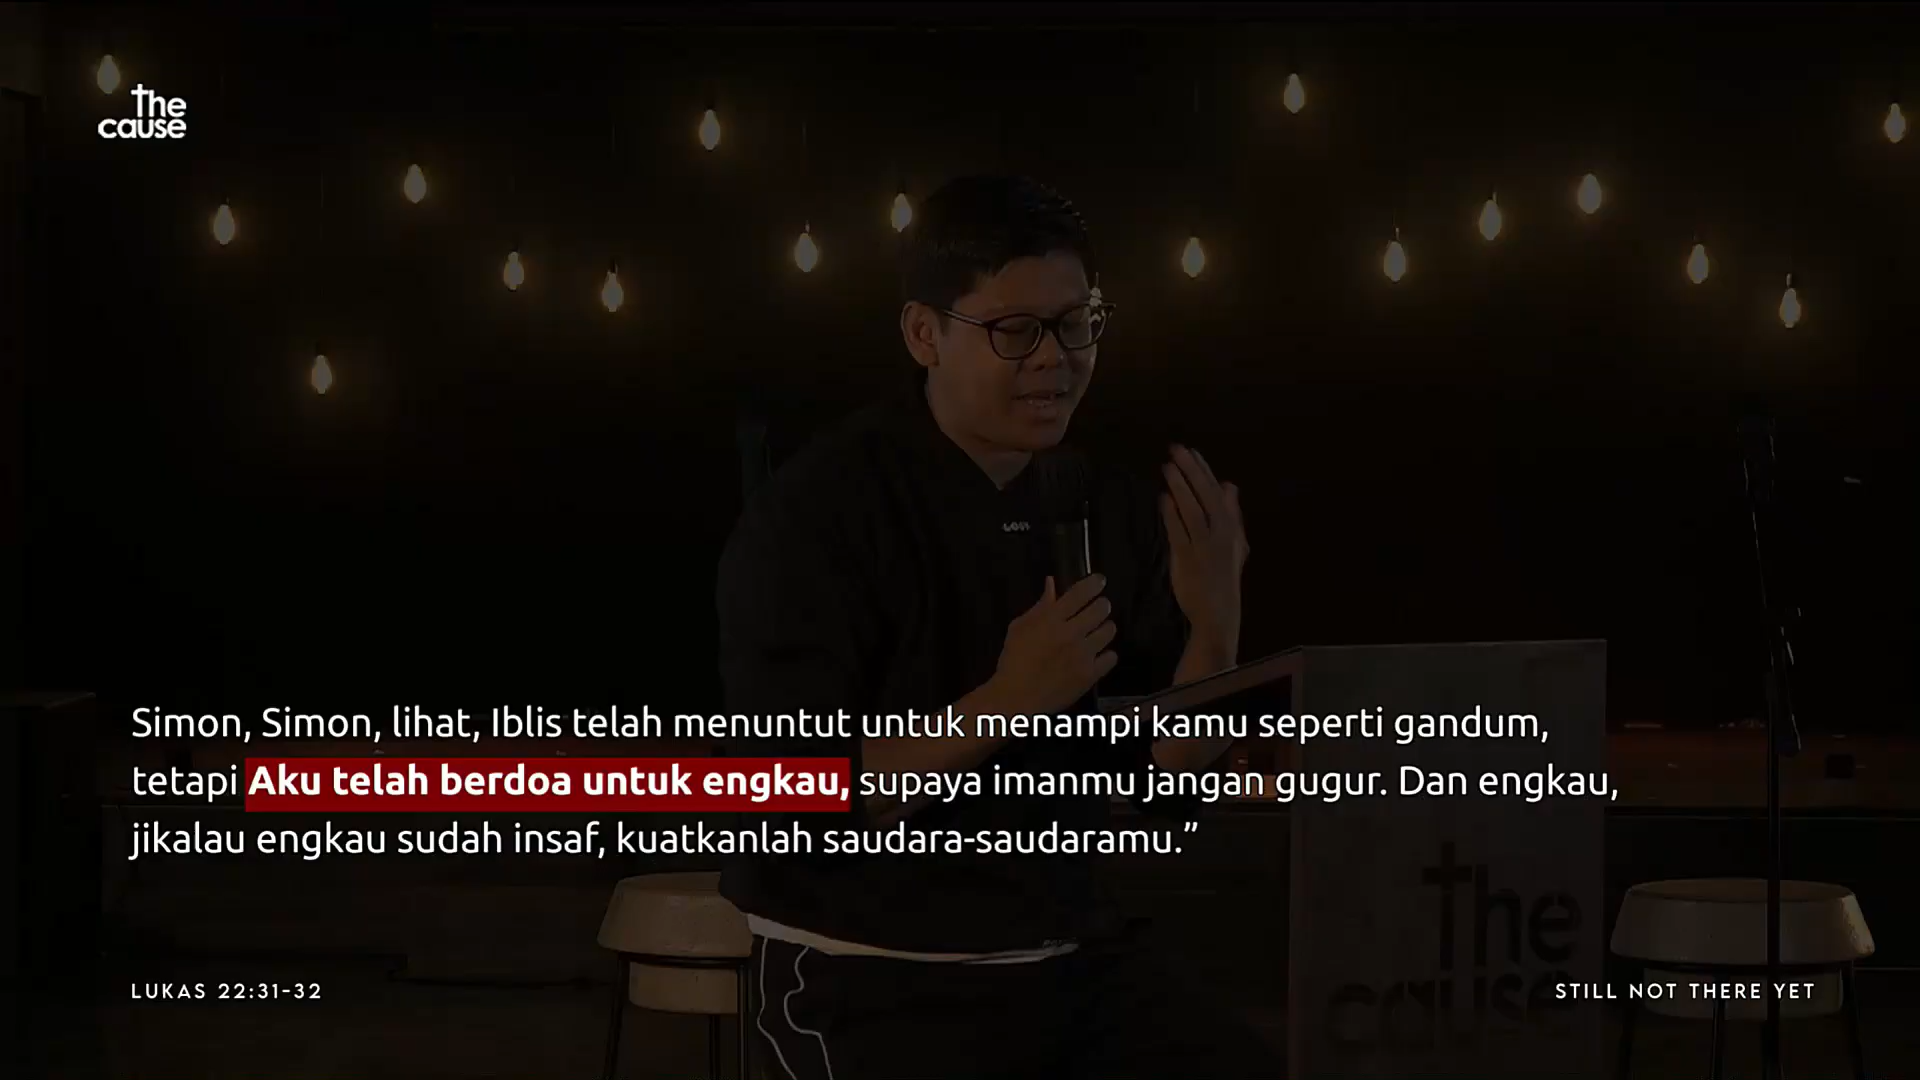 the
cause
Simon, Simon, lihat, Iblis telah menuntut untuk menampi kamu seperti gandum,
tetapi Aku telah berdoa untuk engkau, supaya imanmu jangan gugur. Dan engkau,
jikalau engkau sudah insaf, kuatkanlah saudara-saudaramu.”
the
cause
LUKAS 22:31-32
STILL NOT THERE YET